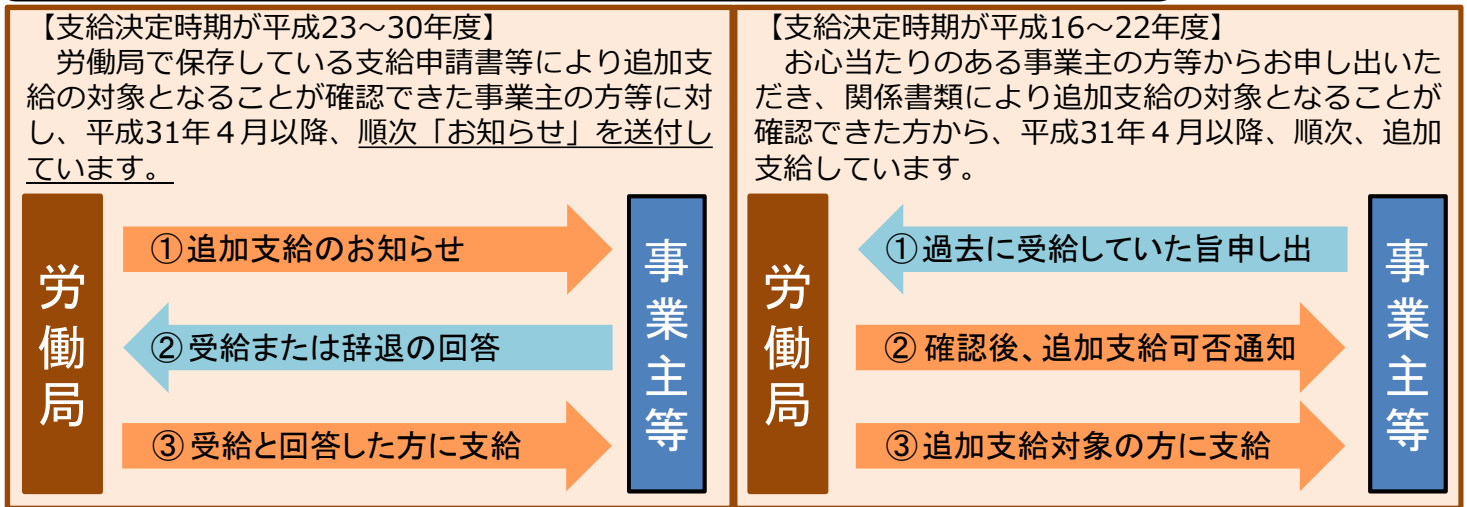 【支給決定時期が平成23～30年度】
　労働局で保存している支給申請書等により追加支
給の対象となることが確認できた事業主の方等に対
し、平成31年４月以降、順次「お知らせ」を送付し
ています。
労働局
①追加支給のお知らせ
②受給または辞退の回答
③受給と回答した方に支給
事業主等
【支給決定時期が平成16～22年度】
　お心当たりのある事業主の方等からお申し出いた
だき、関係書類により追加支給の対象となることが
確認できた方から、平成31年４月以降、順次、追加
支給しています。
労働局
①過去に受給していた旨申し出
②確認後、追加支給可否通知
③追加支給対象の方に支給
事業主等